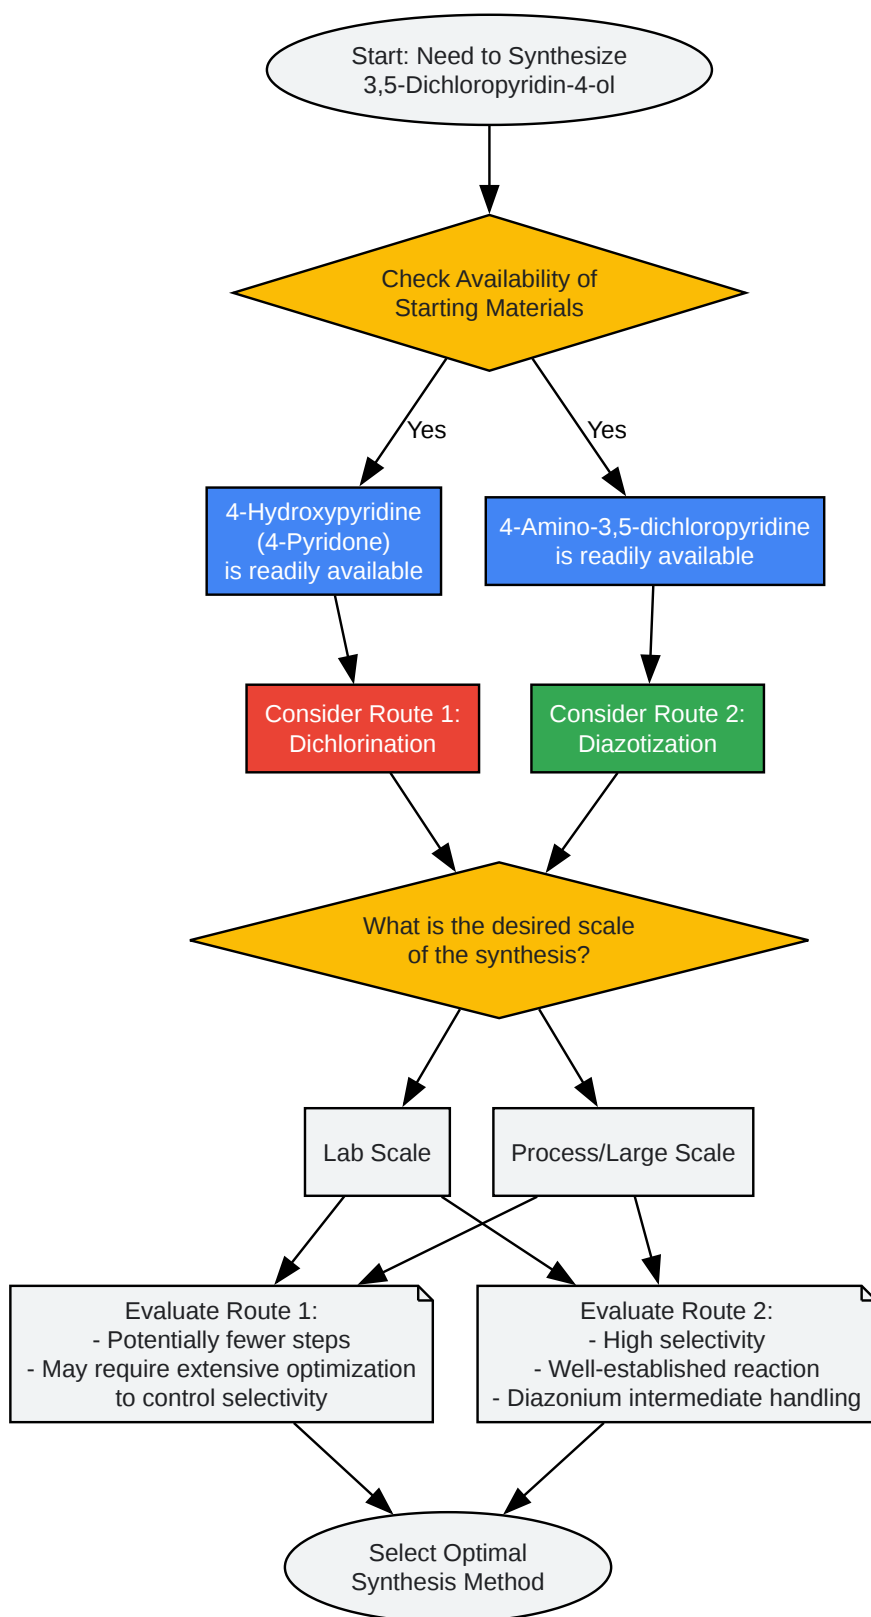 Start: Need to Synthesize
3,5-Dichloropyridin-4-ol
Check Availability of
Starting Materials
Yes
Yes
4-Hydroxypyridine
(4-Pyridone)
is readily available
4-Amino-3,5-dichloropyridine
is readily available
Consider Route 1:
Dichlorination
Consider Route 2:
Diazotization
What is the desired scale
of the synthesis?
Lab Scale
Process/Large Scale
Evaluate Route 1:
- Potentially fewer steps
- May require extensive optimization
to control selectivity
Evaluate Route 2:
- High selectivity
- Well-established reaction
- Diazonium intermediate handling
Select Optimal
Synthesis Method